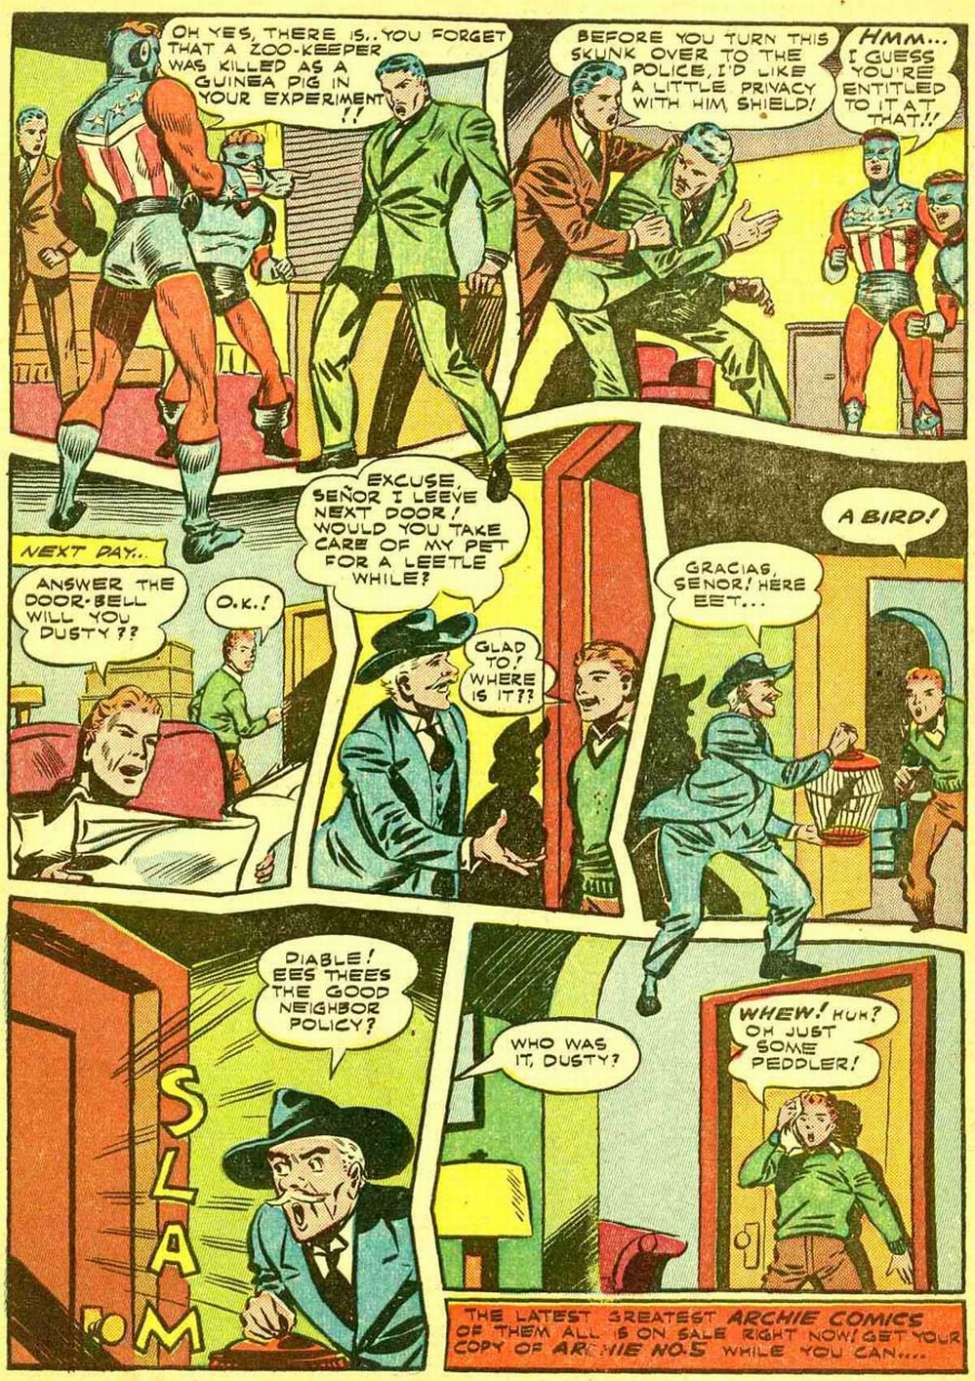 OH YES, THERE IS.. YOU FORGET
THAT A ZOO-KEEPER
WAS KILLED AS A
GUINEA PIG IN
YOUR EXPERIMENT
!!
BEFORE YOU TURN THIS
SKUNK OVER TO THE
POLICE, I'D LIKE
A LITTLE PRIVACY
WITH HIM SHIELD!
HMM...
I GUESS
YOU'RE
ENTITLED
TO IT AT
THAT!!
NEXT DAY...
ANSWER THE
DOOR-BELL
WILL YOU
DUSTY??
O.K.!
EXCUSE,
SEÑOR I LEEVE
NEXT DOOR!
WOULD YOU TAKE
CARE OF MY PET
FOR A LEETLE
WHILE?
GLAD
TO!
WHERE
IS IT??
GRACIAS,
SENOR! HERE
EET...
A BIRD!
SLAM
DIABLE!
EES THEES
THE GOOD
NEIGHBOR
POLICY?
WHO WAS
IT, DUSTY?
WHEW! HUH?
OH JUST
SOME
PEDDLER!
THE LATEST GREATEST ARCHIE COMICS
OF THEM ALL IS ON SALE RIGHT NOW! GET YOUR
COPY OF ARCHIE NO.5 WHILE YOU CAN....